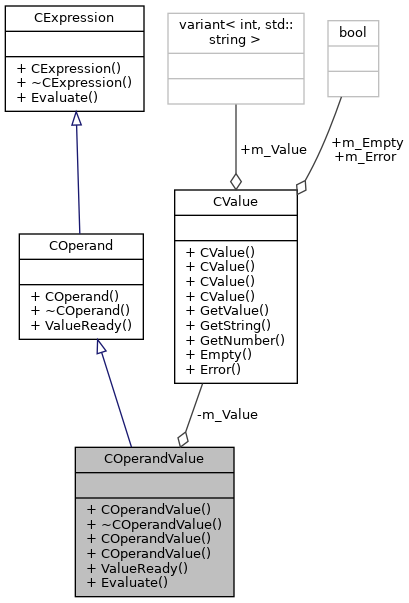 CExpression
+ CExpression()
+ ~CExpression()
+ Evaluate()
variant< int, std::
string >
bool
+m_Value
+m_Empty
+m_Error
COperand
+ COperand()
+ ~COperand()
+ ValueReady()
CValue
+ CValue()
+ CValue()
+ CValue()
+ CValue()
+ GetValue()
+ GetString()
+ GetNumber()
+ Empty()
+ Error()
-m_Value
COperandValue
+ COperandValue()
+ ~COperandValue()
+ COperandValue()
+ COperandValue()
+ ValueReady()
+ Evaluate()